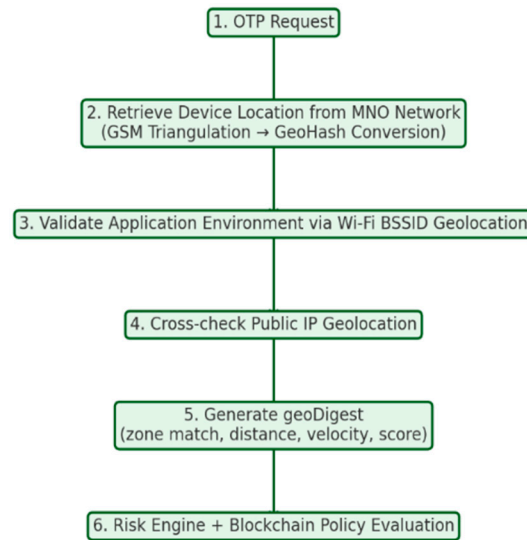 1. OTP Request
2. Retrieve Device Location from MNO Network
(GSM Triangulation → GeoHash Conversion)
3. Validate Application Environment via Wi-Fi BSSID Geolocation
4. Cross-check Public IP Geolocation
5. Generate geoDigest
(zone match, distance, velocity, score)
6. Risk Engine + Blockchain Policy Evaluation